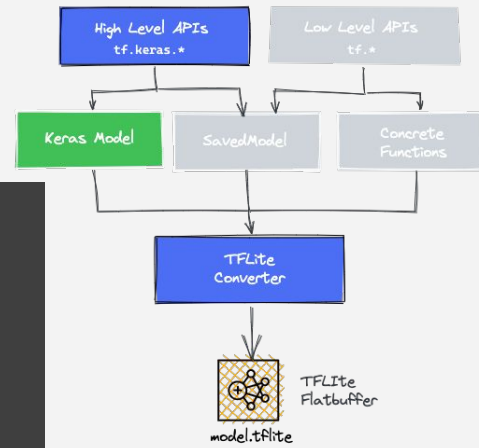 High Level APIs
tf.keras.*
Low Level APIs
tf.*
Keras Model
SavedModel
Concrete
Functions
TFLite
Converter
TFLIte
Flatbuffer
model.tflite